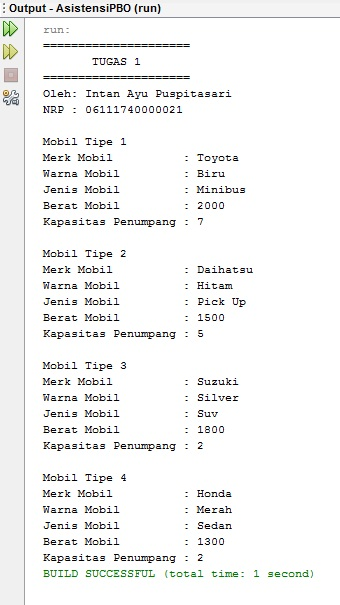 Output - AsistensiPBO (run)
run:
=====================
TUGAS 1
=====================
Oleh: Intan Ayu Puspitasari
NRP : 06111740000021
Mobil Tipe 1
Merk Mobil : Toyota
Warna Mobil : Biru
Jenis Mobil : Minibus
Berat Mobil : 2000
Kapasitas Penumpang : 7
Mobil Tipe 2
Merk Mobil : Daihatsu
Warna Mobil : Hitam
Jenis Mobil : Pick Up
Berat Mobil : 1500
Kapasitas Penumpang : 5
Mobil Tipe 3
Merk Mobil : Suzuki
Warna Mobil : Silver
Jenis Mobil : Suv
Berat Mobil : 1800
Kapasitas Penumpang : 2
Mobil Tipe 4
Merk Mobil : Honda
Warna Mobil : Merah
Jenis Mobil : Sedan
Berat Mobil : 1300
Kapasitas Penumpang : 2
BUILD SUCCESSFUL (total time: 1 second)